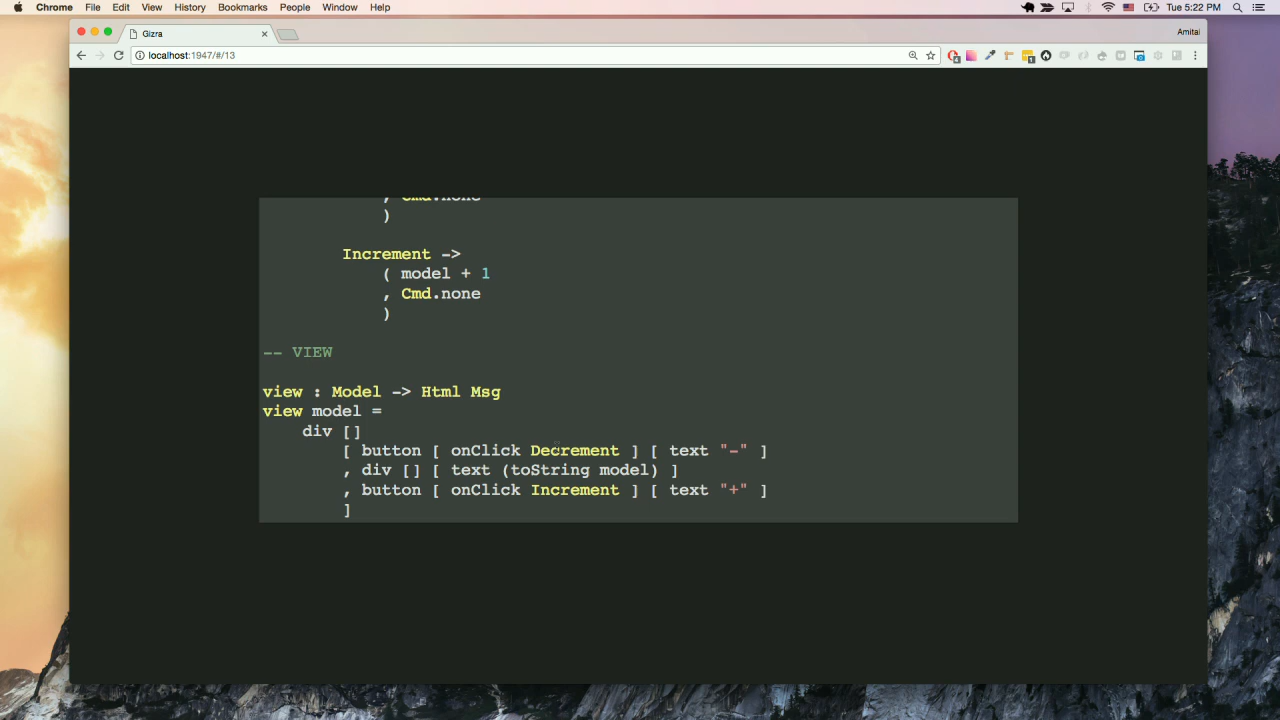 Chrome File Edit View History Bookmarks People Window Help Tue 5:22 PM
Gizra
Amitai
localhost:1947/#/13
, Cmd.none
)
Increment ->
( model + 1
, Cmd.none
)
-- VIEW
view : Model -> Html Msg
view model =
div []
[ button [ onClick Decrement ] [ text "-" ]
, div [] [ text (toString model) ]
, button [ onClick Increment ] [ text "+" ]
]